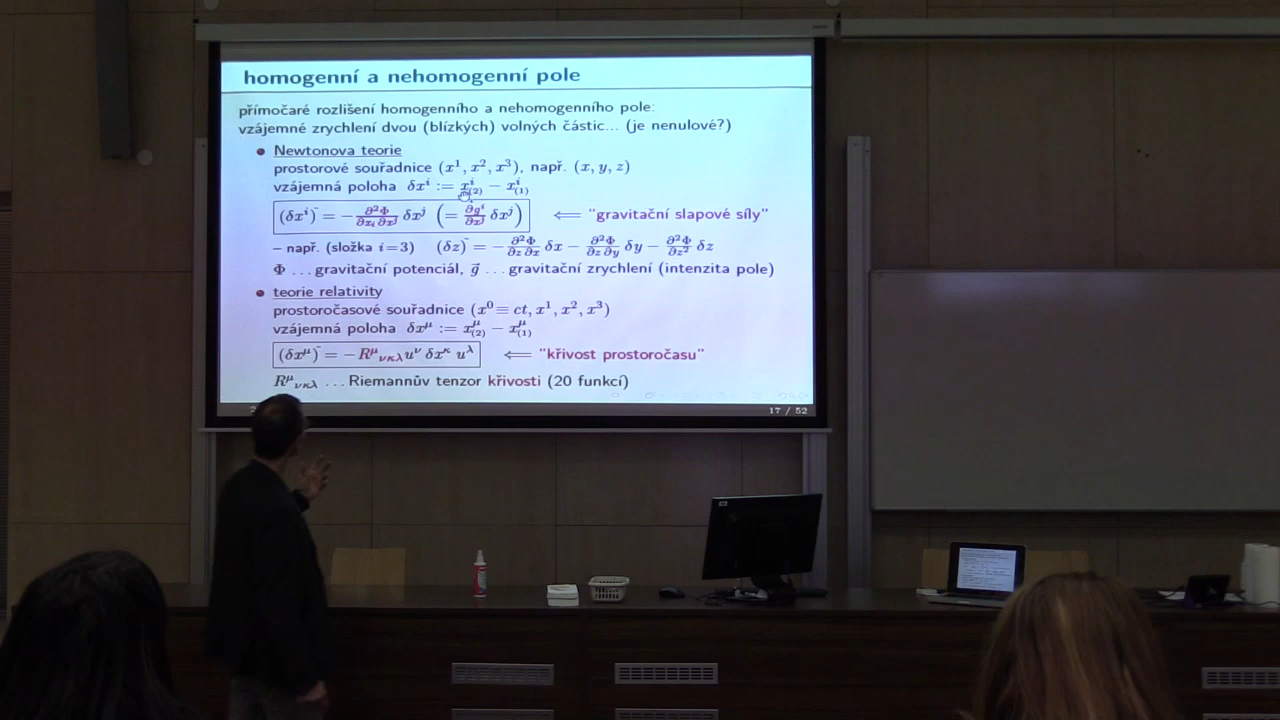 homogenní a nehomogenní pole
přímočaré rozlišení homogenního a nehomogenního pole:
vzájemné zrychlení dvou (blízkých) volných částic... (je nenulové?)
● Newtonova teorie
prostorové souřadnice (x¹, x², x³), např. (x, y, z)
vzájemná poloha δxⁱ := xⁱ₍₂₎ − xⁱ₍₁₎
(δxⁱ)¨ = −∂²Φ/∂xᵢ∂xʲ δxʲ (= ∂gⁱ/∂xʲ δxʲ) ⟸ "gravitační slapové síly"
– např. (složka i=3) (δz)¨ = −∂²Φ/∂z∂x δx − ∂²Φ/∂z∂y δy − ∂²Φ/∂z² δz
Φ ...gravitační potenciál, g⃗ ...gravitační zrychlení (intenzita pole)
● teorie relativity
prostoročasové souřadnice (x⁰≡ct, x¹, x², x³)
vzájemná poloha δx^μ := x^μ₍₂₎ − x^μ₍₁₎
(δx^μ)¨ = −R^μ_νκλ u^ν δx^κ u^λ ⟸ "křivost prostoročasu"
R^μ_νκλ ...Riemannův tenzor křivosti (20 funkcí)
17 / 52